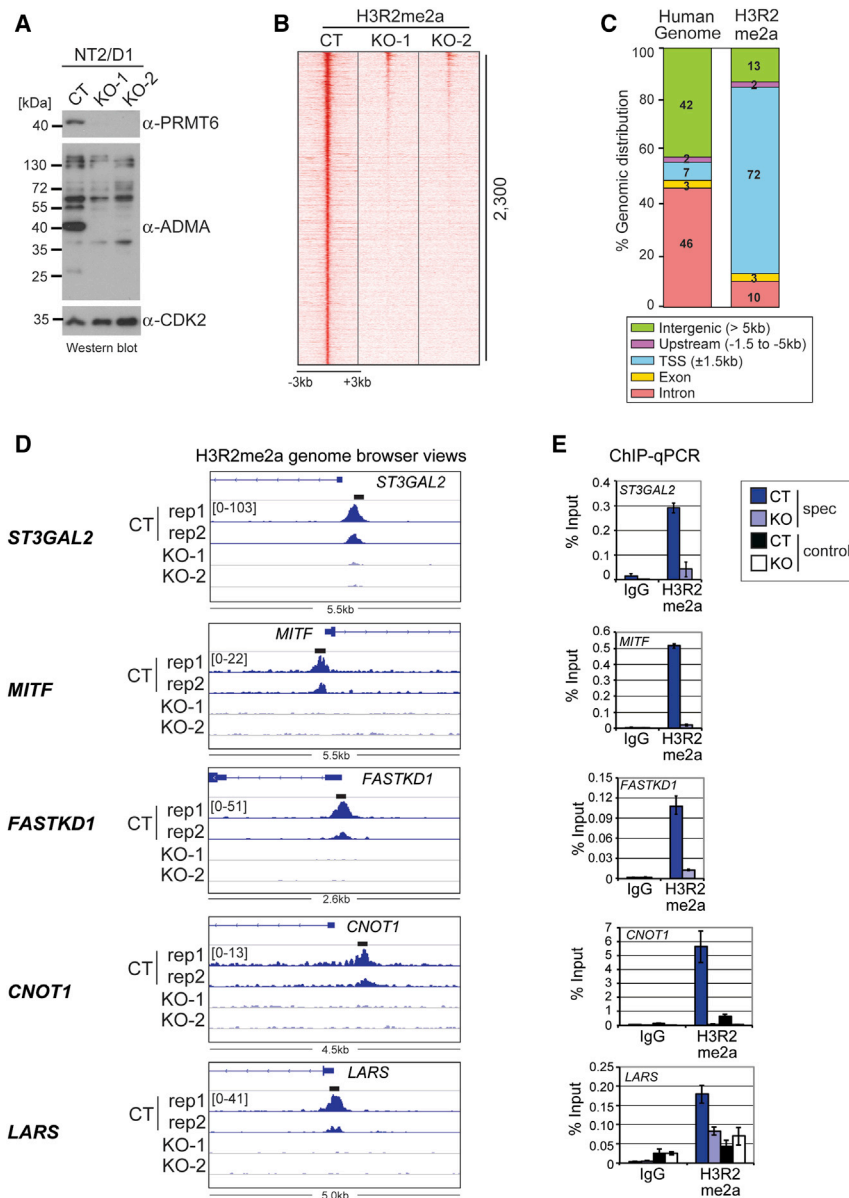 A
NT2/D1
CT
KO-1
KO-2
[kDa]
40
α-PRMT6
130
72
55
40
35
25
α-ADMA
35
α-CDK2
Western blot
B
H3R2me2a
CT KO-1 KO-2
2,300
-3kb +3kb
C
Human Genome
H3R2 me2a
% Genomic distribution
100
80
60
40
20
0
42
2
7
3
46
13
2
72
3
10
Intergenic (> 5kb)
Upstream (-1.5 to -5kb)
TSS (±1.5kb)
Exon
Intron
D
H3R2me2a genome browser views
ST3GAL2
ST3GAL2
CT
rep1
rep2
KO-1
KO-2
[0-103]
5.5kb
MITF
MITF
CT
rep1
rep2
KO-1
KO-2
[0-22]
5.5kb
FASTKD1
FASTKD1
CT
rep1
rep2
KO-1
KO-2
[0-51]
2.6kb
CNOT1
CNOT1
CT
rep1
rep2
KO-1
KO-2
[0-13]
4.5kb
LARS
LARS
CT
rep1
rep2
KO-1
KO-2
[0-41]
5.0kb
E
ChIP-qPCR
CT
KO
spec
CT
KO
control
ST3GAL2
% Input
0.4
0.3
0.2
0.1
0
IgG
H3R2
me2a
MITF
% Input
0.6
0.5
0.4
0.3
0.2
0.1
0
IgG
H3R2
me2a
FASTKD1
% Input
0.15
0.12
0.09
0.06
0.03
0
IgG
H3R2
me2a
CNOT1
% Input
7
6
5
4
3
2
1
0
IgG
H3R2
me2a
LARS
% Input
0.25
0.20
0.15
0.10
0.05
0
IgG
H3R2
me2a